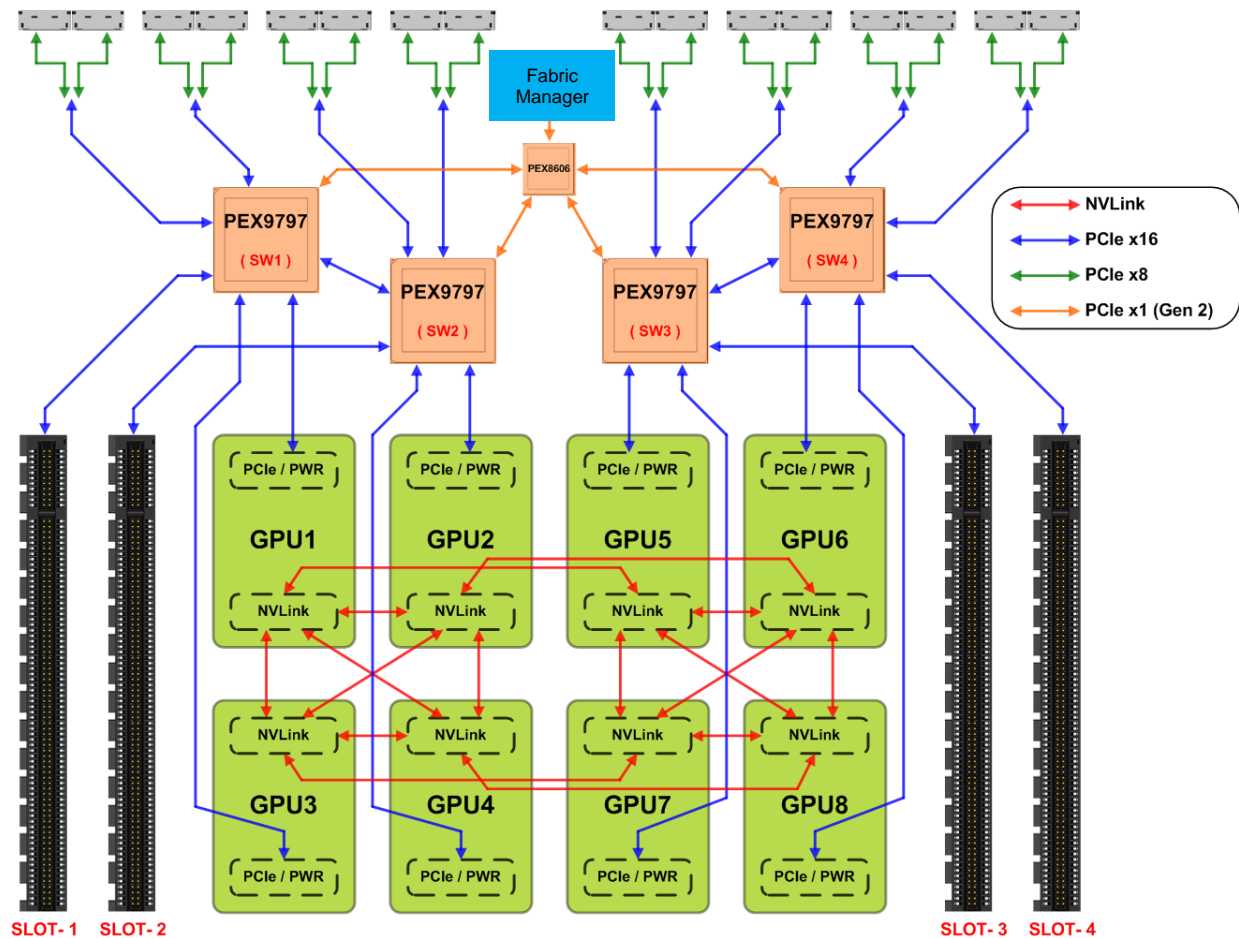 Fabric
Manager
PEX8606
PEX9797
( SW1 )
PEX9797
( SW2 )
PEX9797
( SW3 )
PEX9797
( SW4 )
NVLink
PCIe x16
PCIe x8
PCIe x1 (Gen 2)
PCIe / PWR
PCIe / PWR
PCIe / PWR
PCIe / PWR
GPU1
GPU2
GPU5
GPU6
NVLink
NVLink
NVLink
NVLink
NVLink
NVLink
NVLink
NVLink
GPU3
GPU4
GPU7
GPU8
PCIe / PWR
PCIe / PWR
PCIe / PWR
PCIe / PWR
SLOT- 1
SLOT- 2
SLOT- 3
SLOT- 4